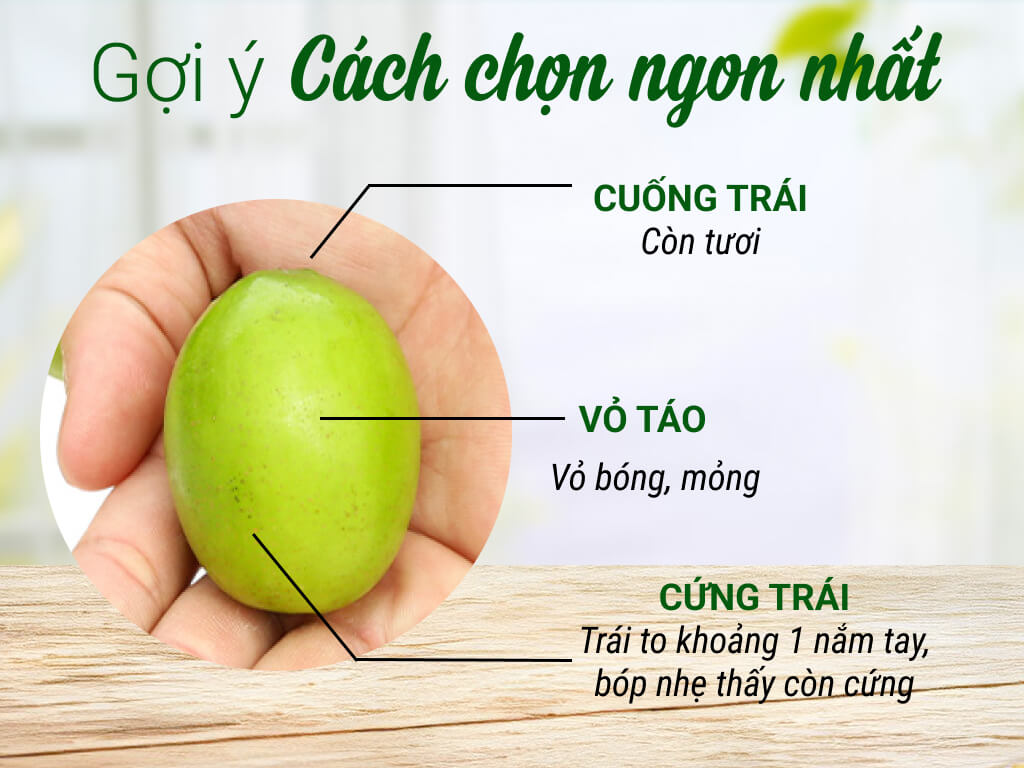 Gợi ý Cách chọn ngon nhất
CUỐNG TRÁI
Còn tươi
VỎ TÁO
Vỏ bóng, mỏng
CỨNG TRÁI
Trái to khoảng 1 nắm tay,
bóp nhẹ thấy còn cứng